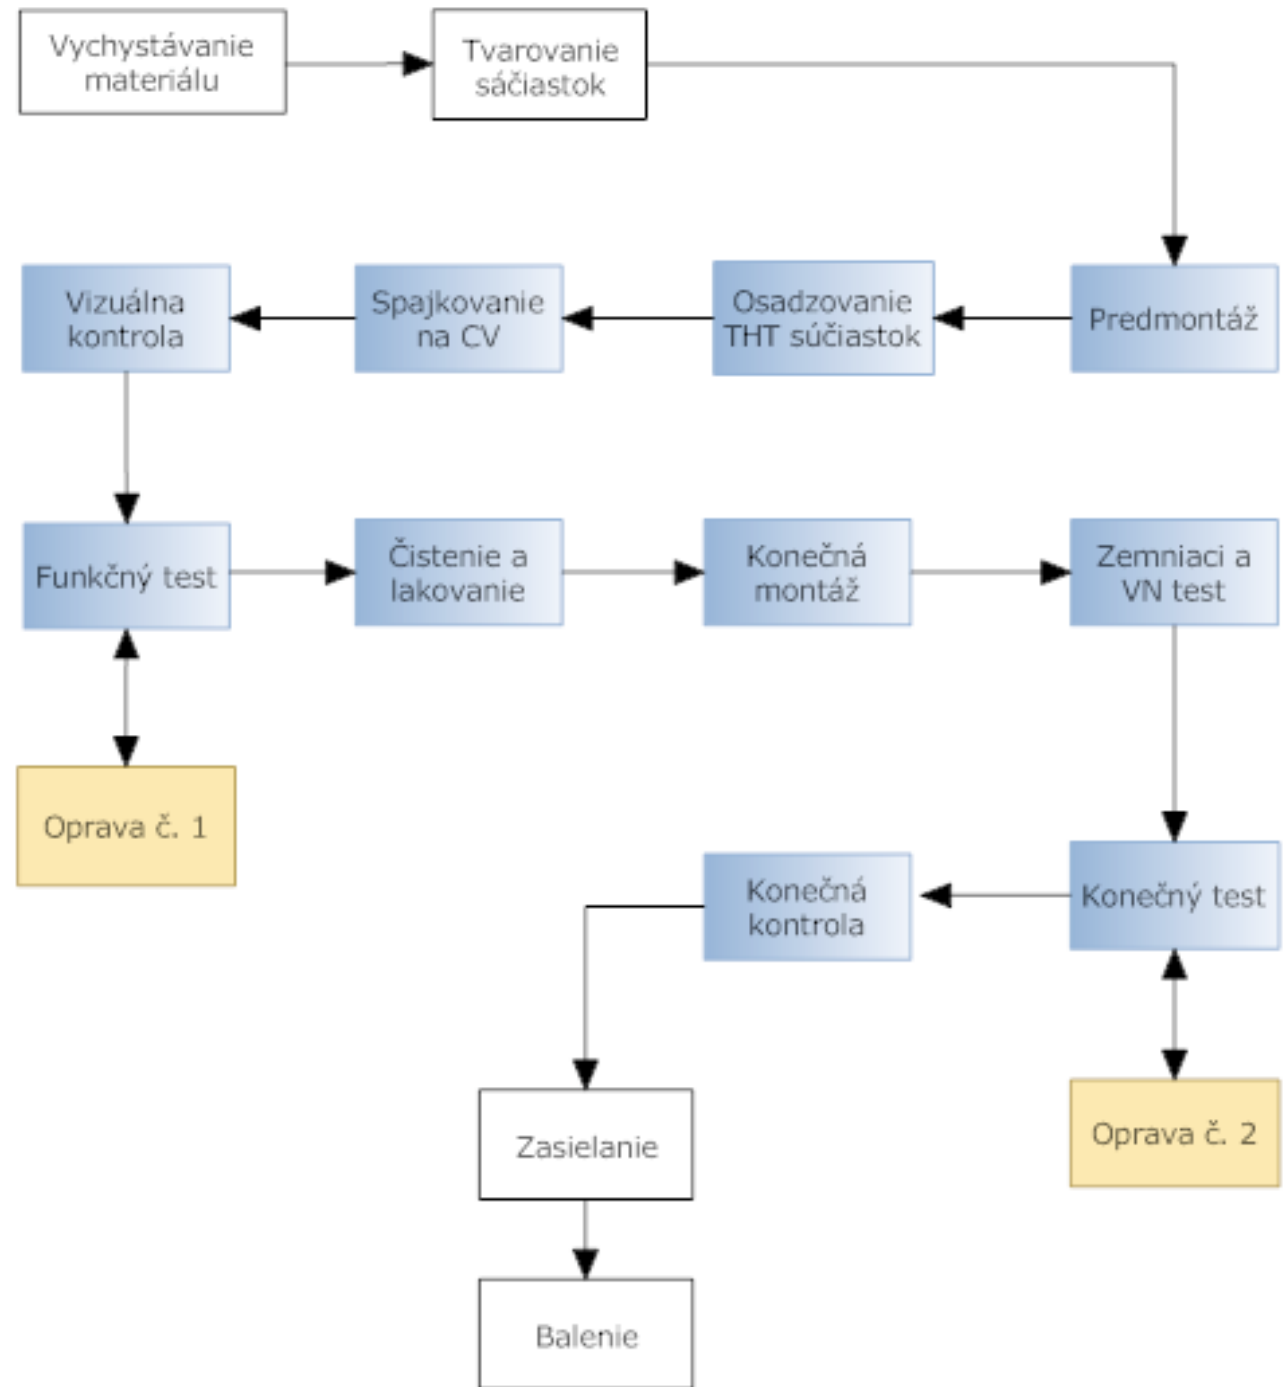 Vychystávanie
materiálu
Tvarovanie
sáčiastok
Vizuálna
kontrola
Spajkovanie
na CV
Osadzovanie
THT súčiastok
Predmontáž
Funkčný test
Čistenie a
lakovanie
Konečná
montáž
Zemniaci a
VN test
Oprava č. 1
Konečná
kontrola
Konečný test
Zasielanie
Oprava č. 2
Balenie